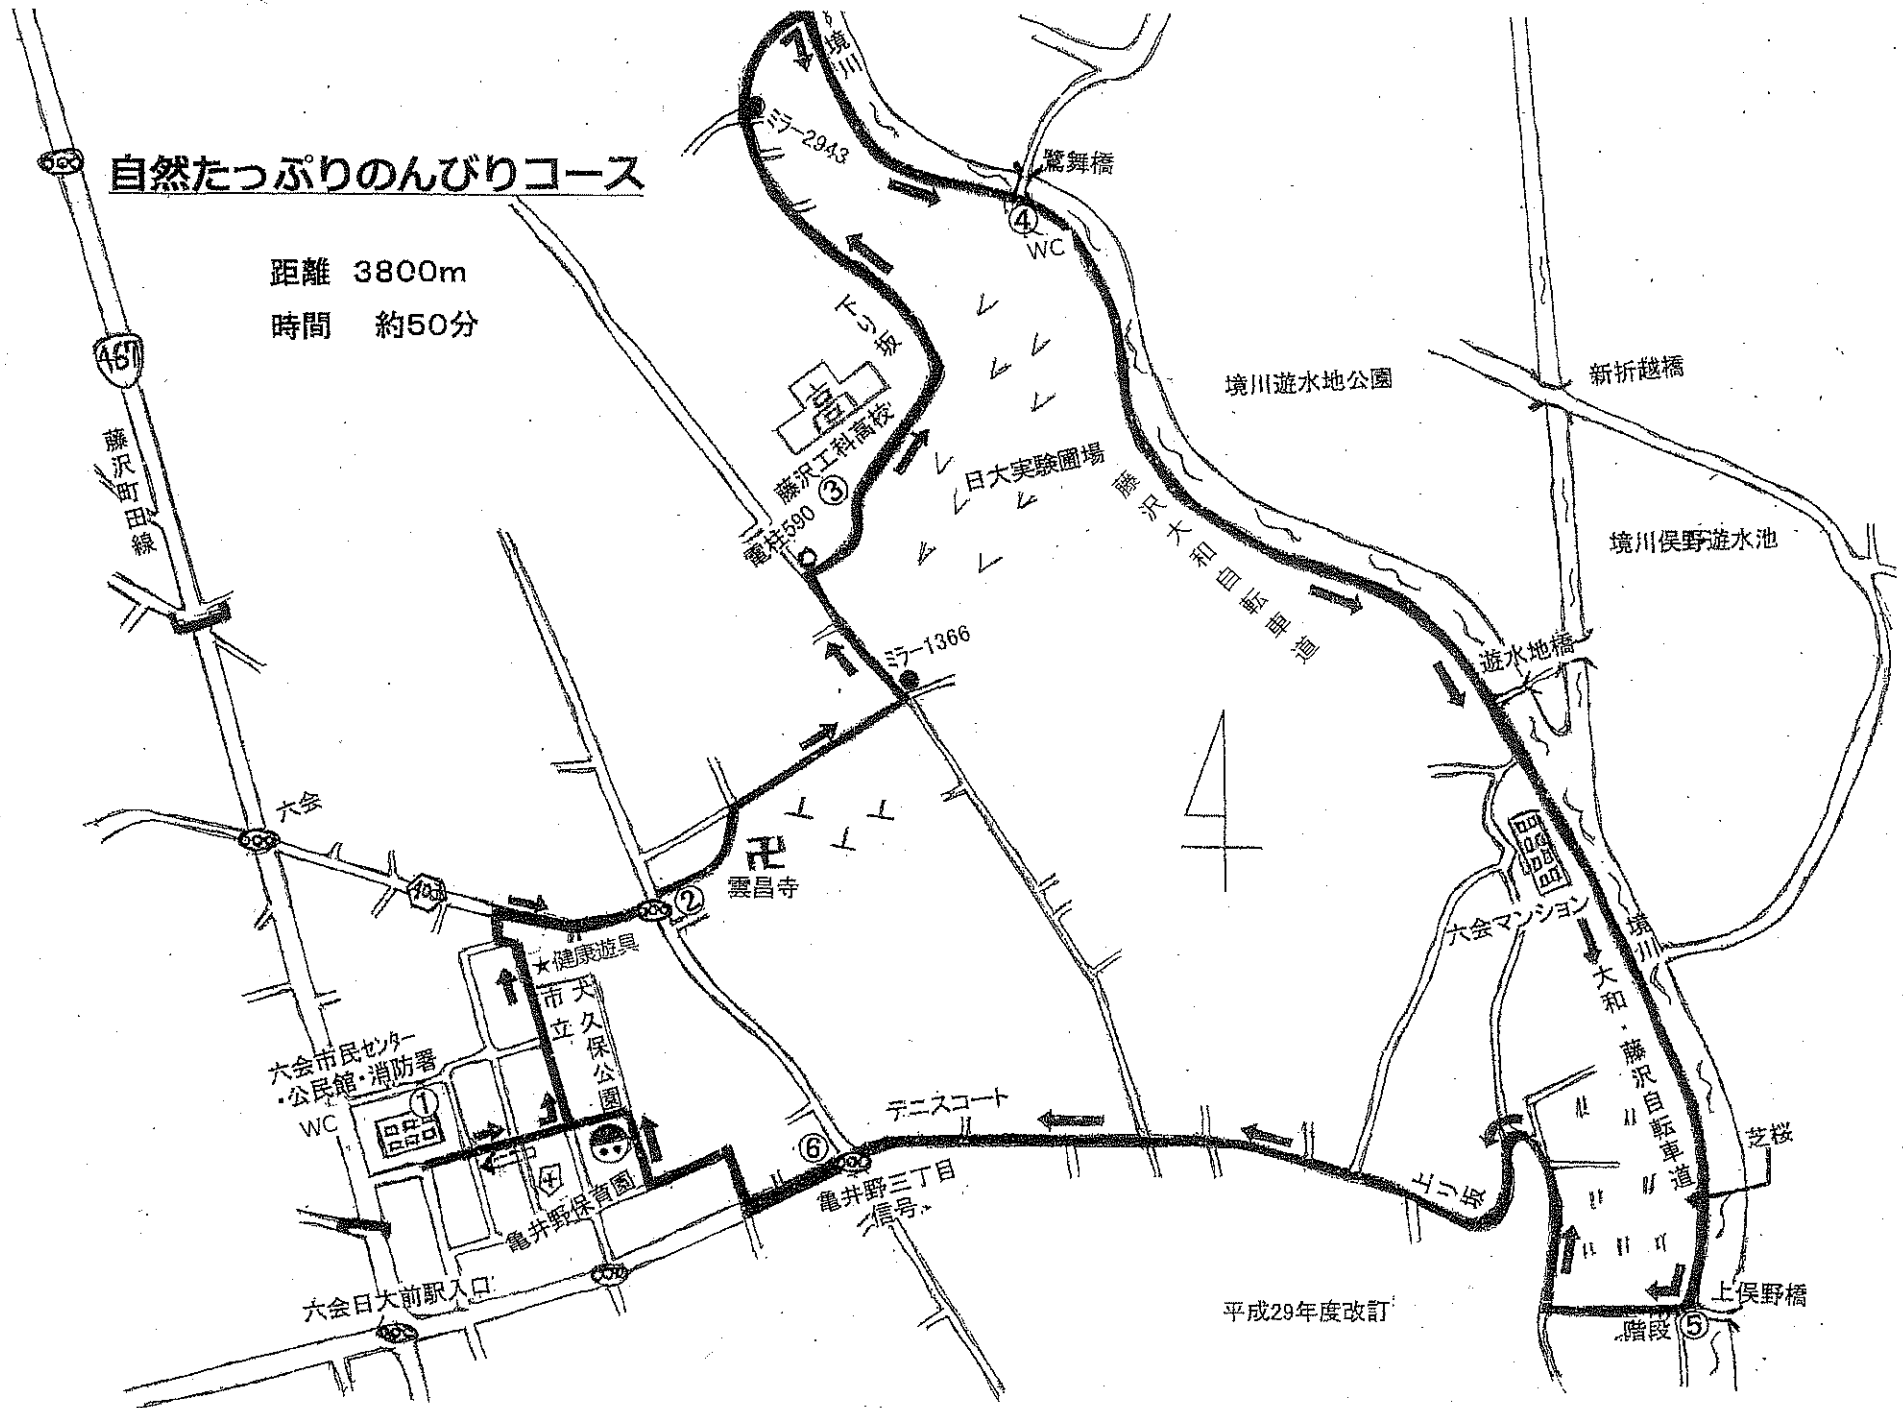 自然たっぷりのんびりコース
距離 3800m
時間 約50分
467
藤沢町田線
境川
ミラー2943
鷺舞橋
④
WC
下り坂
藤沢工科高校
③
電柱590
日大実験圃場
境川遊水地公園
新折越橋
藤沢大和自転車道
境川俣野遊水池
ミラー1366
遊水地橋
六会
403
②
雲昌寺
★健康遊具
市立
天久保公園
六会マンション
境川
大和・藤沢自転車道
六会市民センター
・公民館・消防署
①
WC
テニスコート
芝桜
⑥
亀井野三丁目
信号
上り坂
亀井野保育園
六会日大前駅入口
平成29年度改訂
上俣野橋
階段
⑤